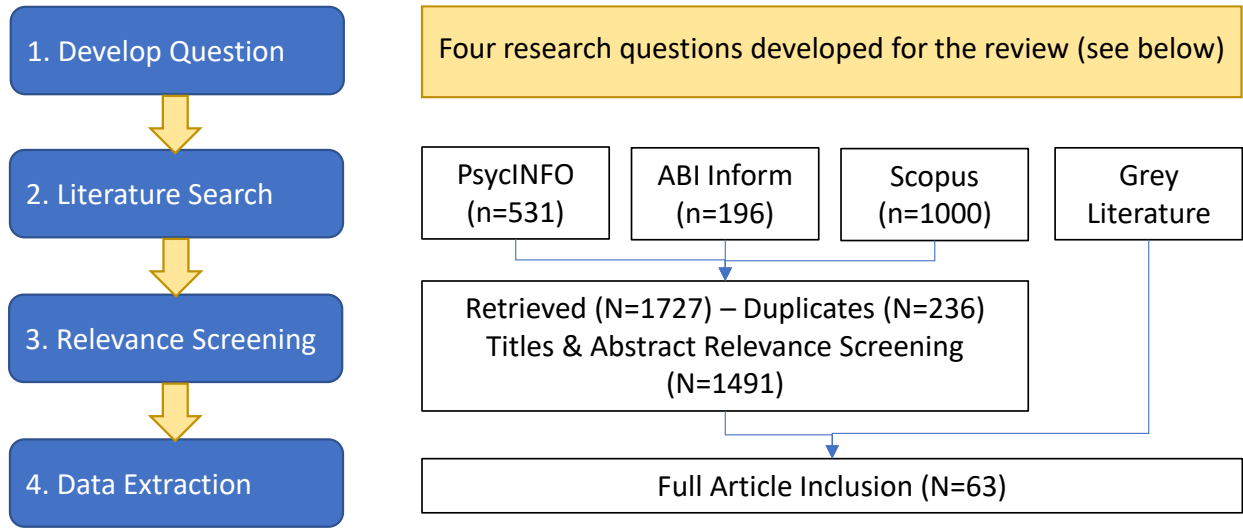 1. Develop Question
Four research questions developed for the review (see below)
2. Literature Search
PsycINFO
(n=531)
ABI Inform
(n=196)
Scopus
(n=1000)
Grey
Literature
3. Relevance Screening
Retrieved (N=1727) – Duplicates (N=236)
Titles & Abstract Relevance Screening
(N=1491)
4. Data Extraction
Full Article Inclusion (N=63)